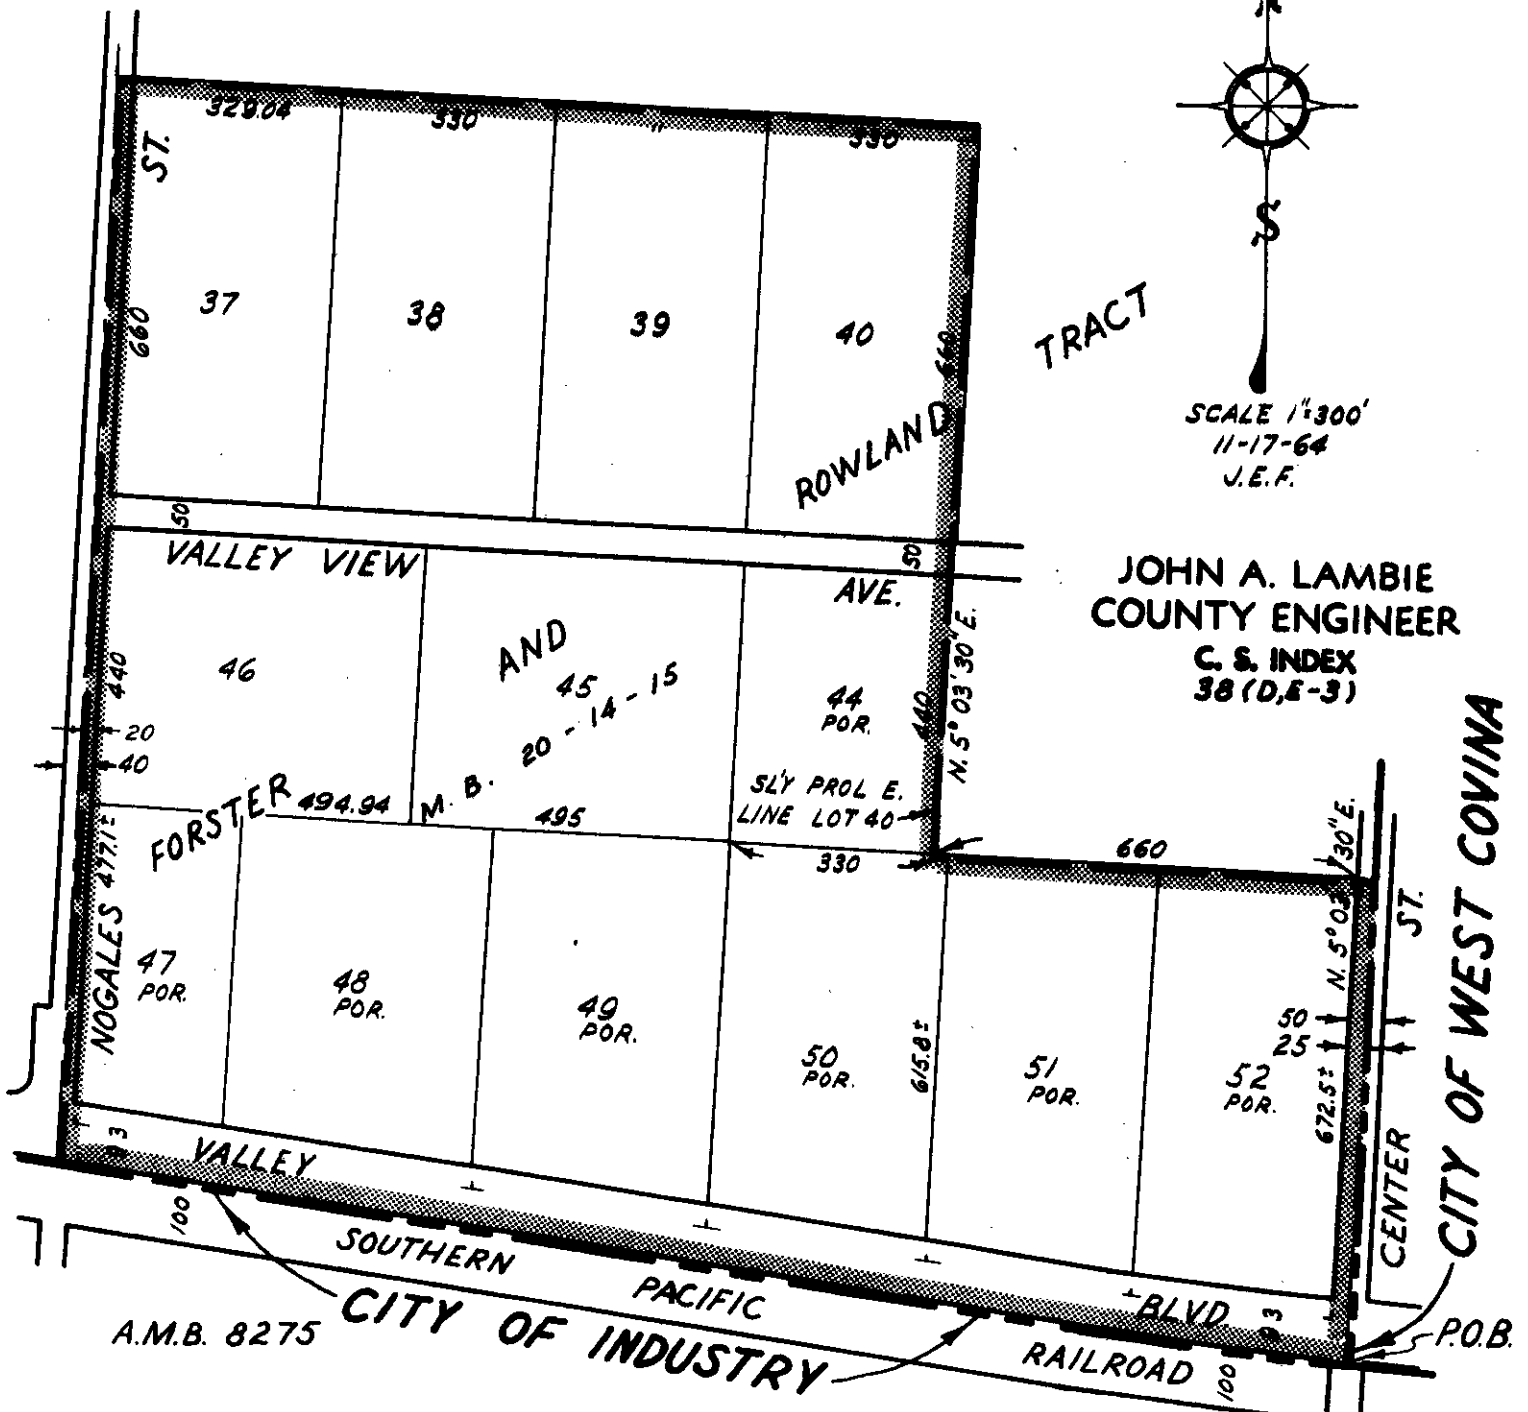 329.04
330
"
330
ST.
S
660
37
38
39
40
660
TRACT
ROWLAND
SCALE 1"=300'
11-17-64
J.E.F.
50
VALLEY VIEW
AVE.
50
JOHN A. LAMBIE
COUNTY ENGINEER
C. S. INDEX
38 (D,E-3)
440
46
AND
45
M. B. 20 - 14 - 15
44
POR.
440
N. 5° 03' 30" E.
20
40
SL'Y PROL E.
LINE LOT 40
FORSTER
494.94
495
330
660
N. 5° 03' 30" E.
CITY OF WEST COVINA
NOGALES
477.1±
47
POR.
48
POR.
49
POR.
50
POR.
615.8±
51
POR.
52
POR.
50
25
672.5±
ST.
CENTER
93
VALLEY
BLVD
93
100
SOUTHERN
PACIFIC
RAILROAD
100
P.O.B.
CITY OF INDUSTRY
A.M.B. 8275